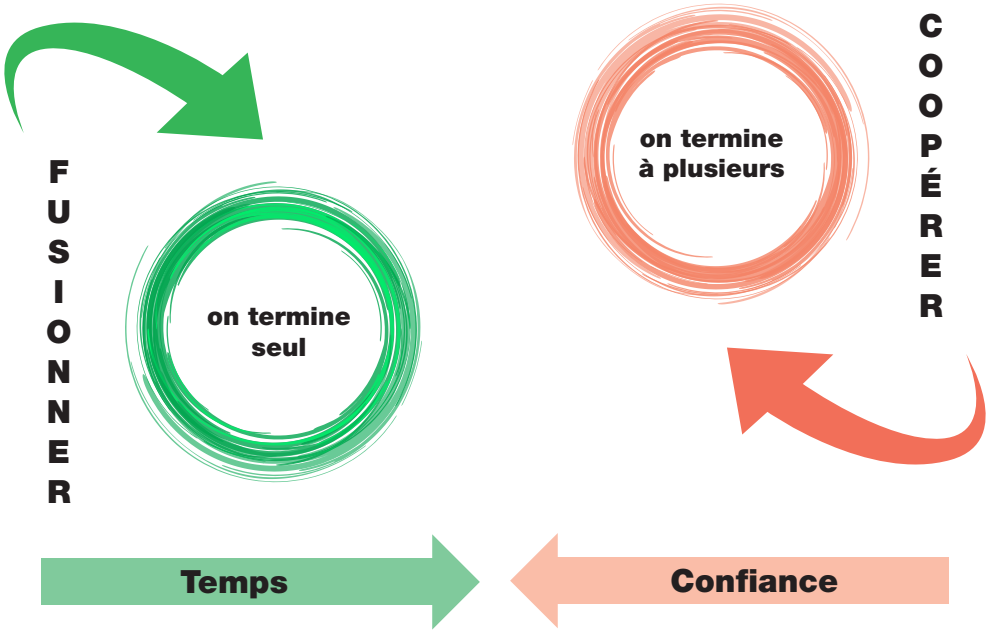 FUSIONNER
on termine
seul
on termine
à plusieurs
COOPÉRER
Temps
Confiance